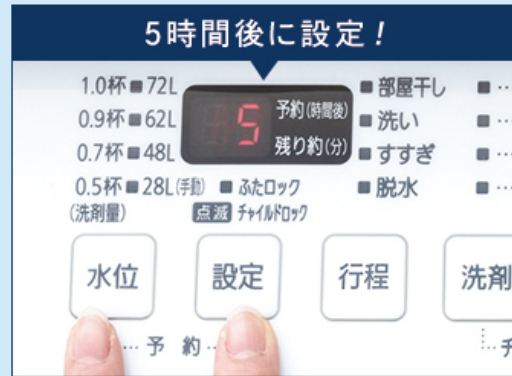 5時間後に設定!
1.0杯 72L
0.9杯 62L
0.7杯 48L
0.5杯 28L(手動)
(洗剤量)
5
予約(時間後)
残り約(分)
ふたロック
点滅 チャイルドロック
部屋干し
洗い
すすぎ
脱水
水位
設定
行程
洗剤
予 約